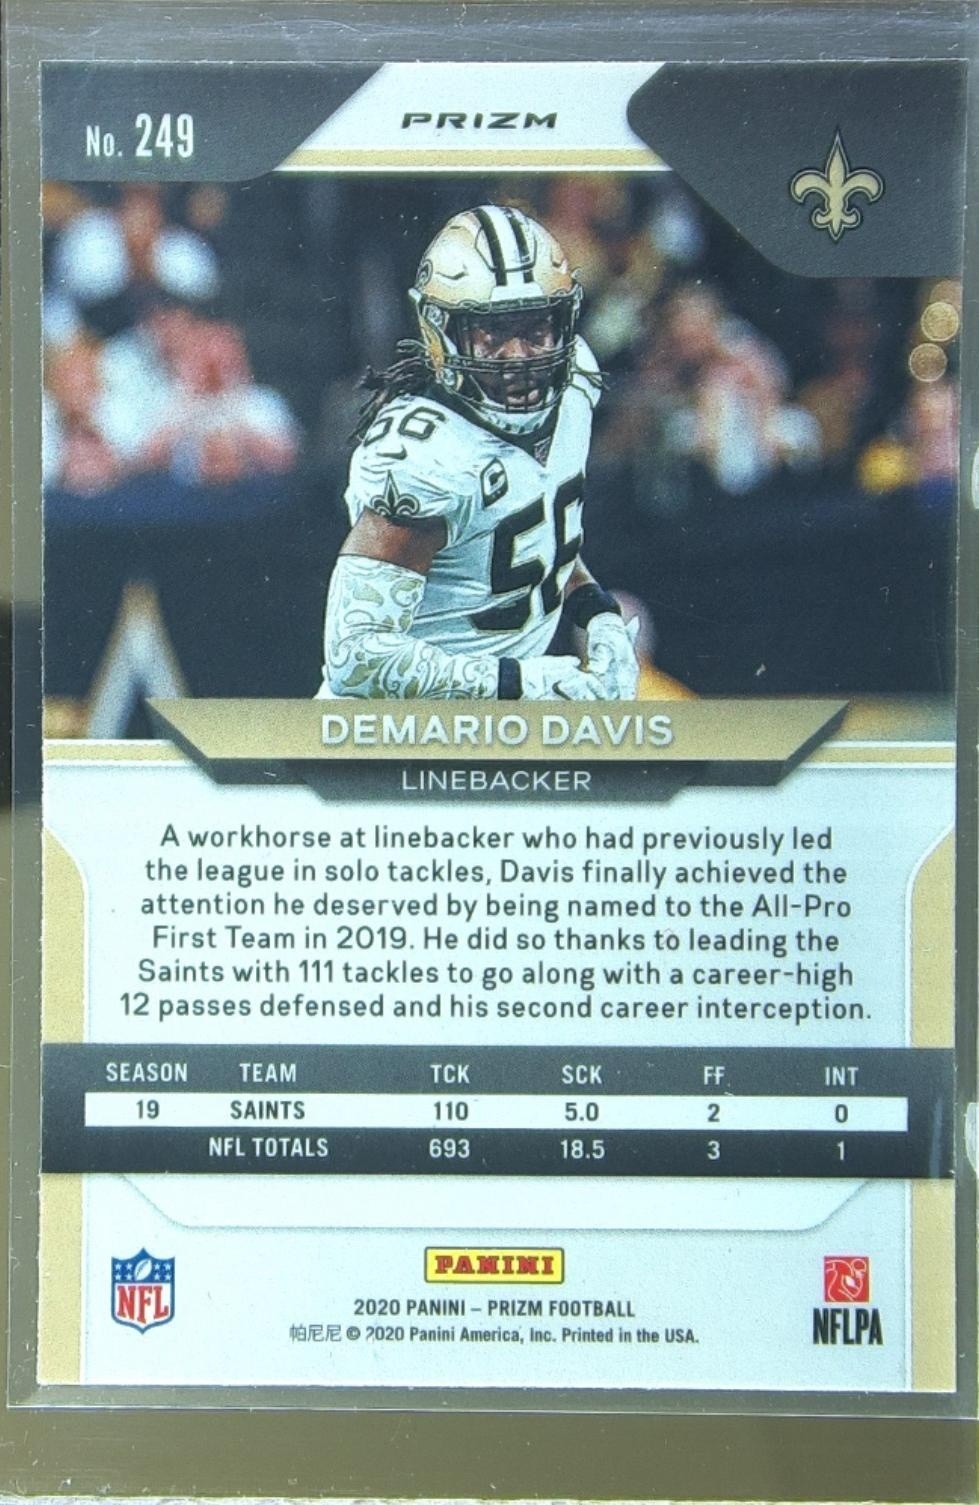 No. 249
PRIZM
56
C
56
DEMARIO DAVIS
LINEBACKER
A workhorse at linebacker who had previously led
the league in solo tackles, Davis finally achieved the
attention he deserved by being named to the All-Pro
First Team in 2019. He did so thanks to leading the
Saints with 111 tackles to go along with a career-high
12 passes defensed and his second career interception.
SEASON TEAM TCK SCK FF INT
19 SAINTS 110 5.0 2 0
NFL TOTALS 693 18.5 3 1
NFL
PANINI
2020 PANINI – PRIZM FOOTBALL
帕尼尼 © 2020 Panini America, Inc. Printed in the USA.
NFLPA